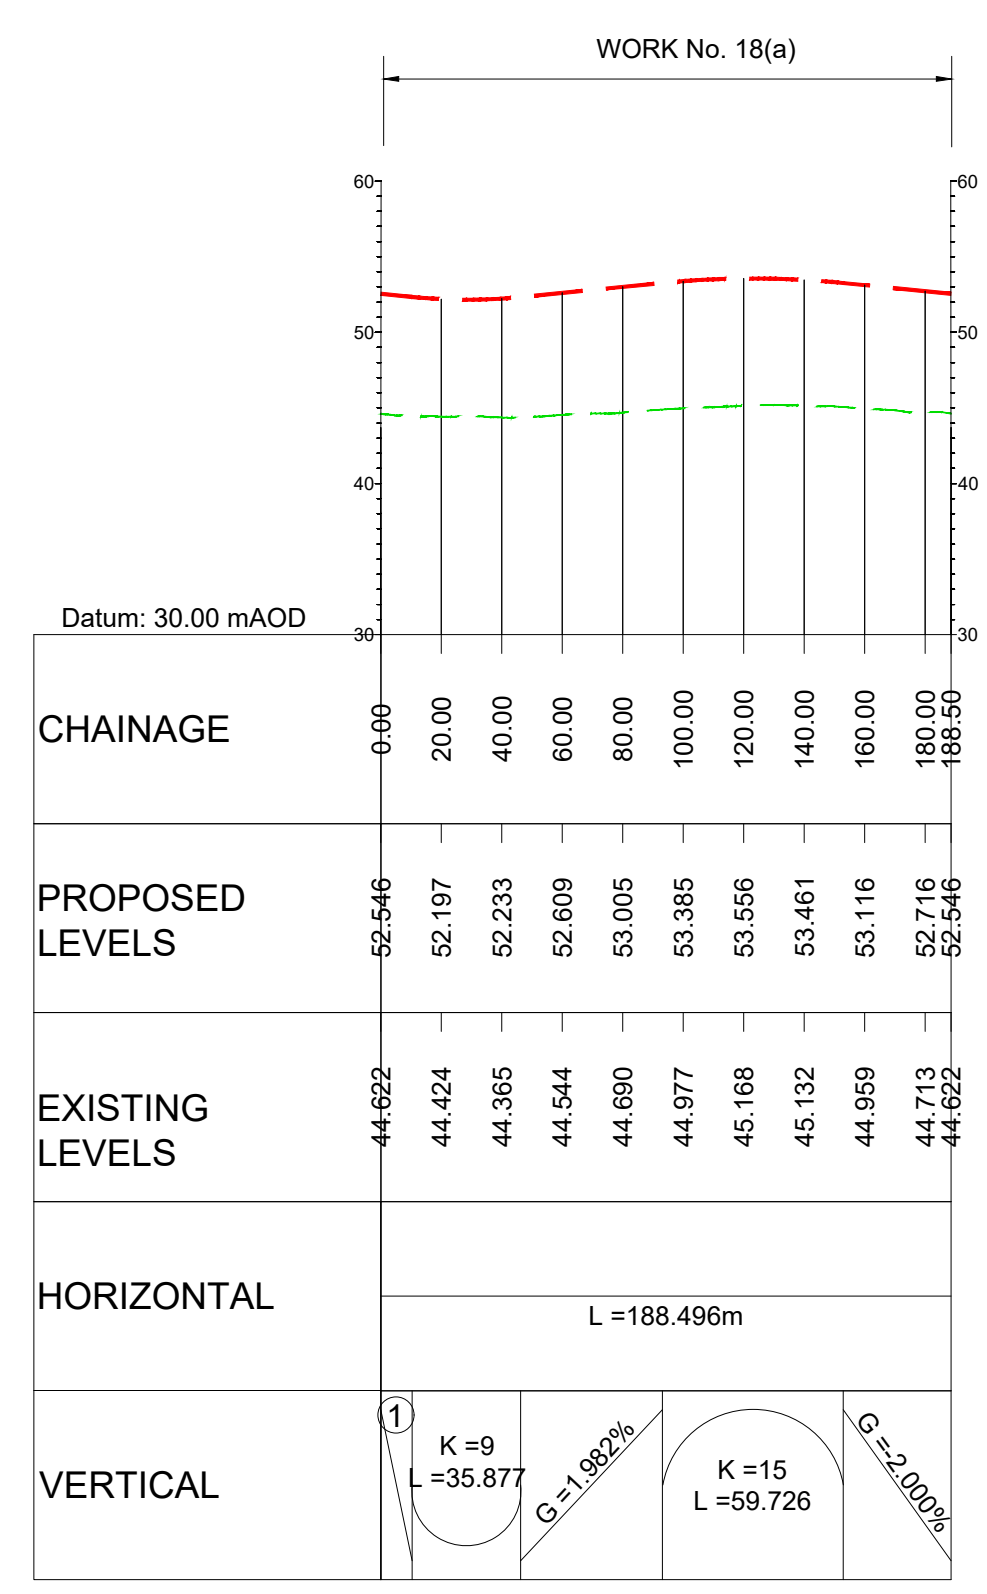 WORK No. 18(a)
60 60
50 50
40 40
Datum: 30.00 mAOD
30 30
CHAINAGE
0.00 20.00 40.00 60.00 80.00 100.00 120.00 140.00 160.00 180.00 188.50
PROPOSED
LEVELS
52.546 52.197 52.233 52.609 53.005 53.385 53.556 53.461 53.116 52.716 52.546
EXISTING
LEVELS
44.622 44.424 44.365 44.544 44.690 44.977 45.168 45.132 44.959 44.713 44.622
HORIZONTAL
L =188.496m
VERTICAL
1
K =9
L =35.877
G =1.982%
K =15
L =59.726
G =-2.000%